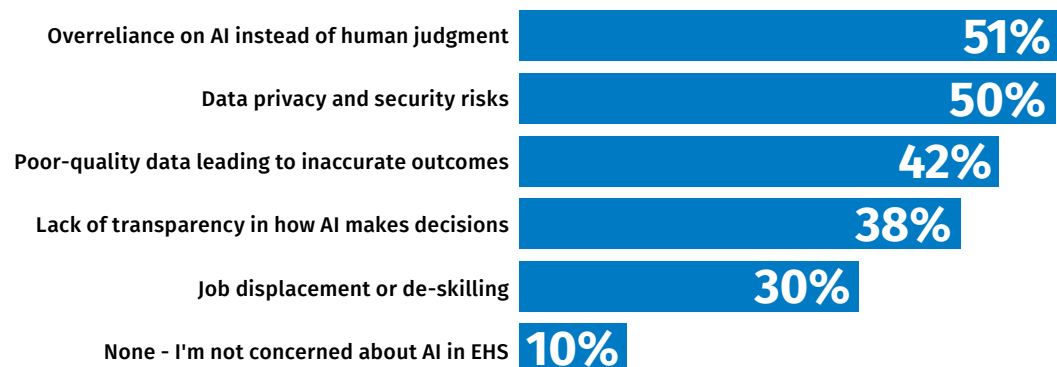 Overreliance on AI instead of human judgment 51%
Data privacy and security risks 50%
Poor-quality data leading to inaccurate outcomes 42%
Lack of transparency in how AI makes decisions 38%
Job displacement or de-skilling 30%
None - I'm not concerned about AI in EHS 10%